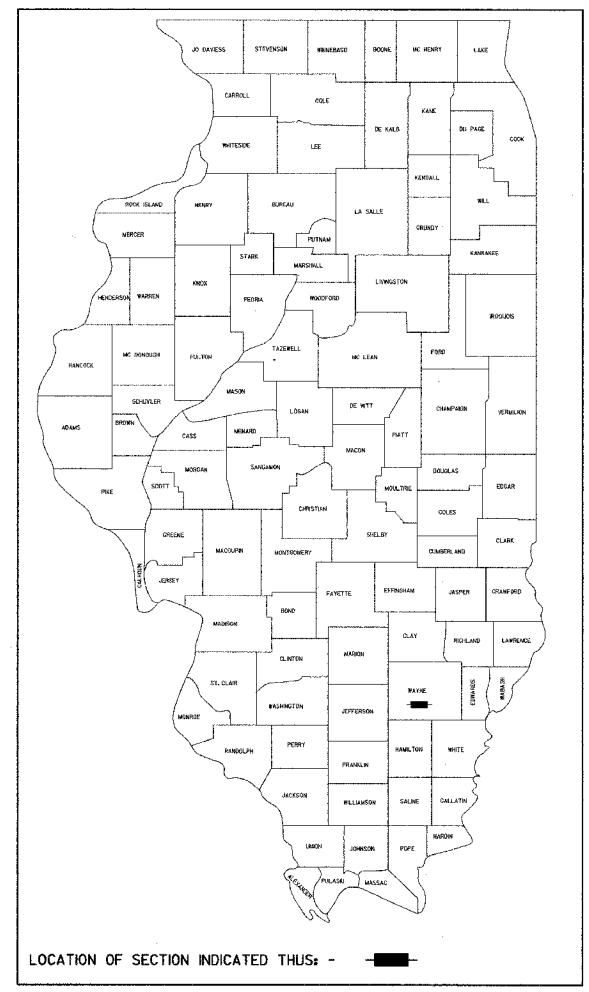 JO DAVIESS STEVENSON WINNEBAGO BOONE MC HENRY LAKE
CARROLL OGLE
DE KALB KANE
DU PAGE COOK
WHITESIDE LEE
KENDALL
ROCK ISLAND HENRY BUREAU LA SALLE WILL
MERCER PUTNAM GRUNDY
STARK MARSHALL KANKAKEE
KNOX LIVINGSTON
HENDERSON WARREN PEORIA WOODFORD
IROQUOIS
TAZEWELL
HANCOCK MC DONOUGH FULTON MC LEAN FORD
MASON
SCHUYLER LOGAN DE WITT CHAMPAIGN VERMILION
ADAMS BROWN
CASS MENARD PIATT
MACON
PIKE SCOTT MORGAN SANGAMON DOUGLAS
MOULTRIE EDGAR
CHRISTIAN COLES
GREENE SHELBY
MACOUPIN MONTGOMERY CUMBERLAND CLARK
CALHOUN JERSEY
FAYETTE EFFINGHAM JASPER CRAWFORD
MADISON BOND
CLAY RICHLAND LAWRENCE
CLINTON MARION
ST. CLAIR WAYNE EDWARDS WABASH
WASHINGTON JEFFERSON
MONROE
RANDOLPH PERRY HAMILTON WHITE
FRANKLIN
JACKSON WILLIAMSON SALINE GALLATIN
HARDIN
UNION JOHNSON POPE
ALEXANDER PULASKI MASSAC
LOCATION OF SECTION INDICATED THUS: -